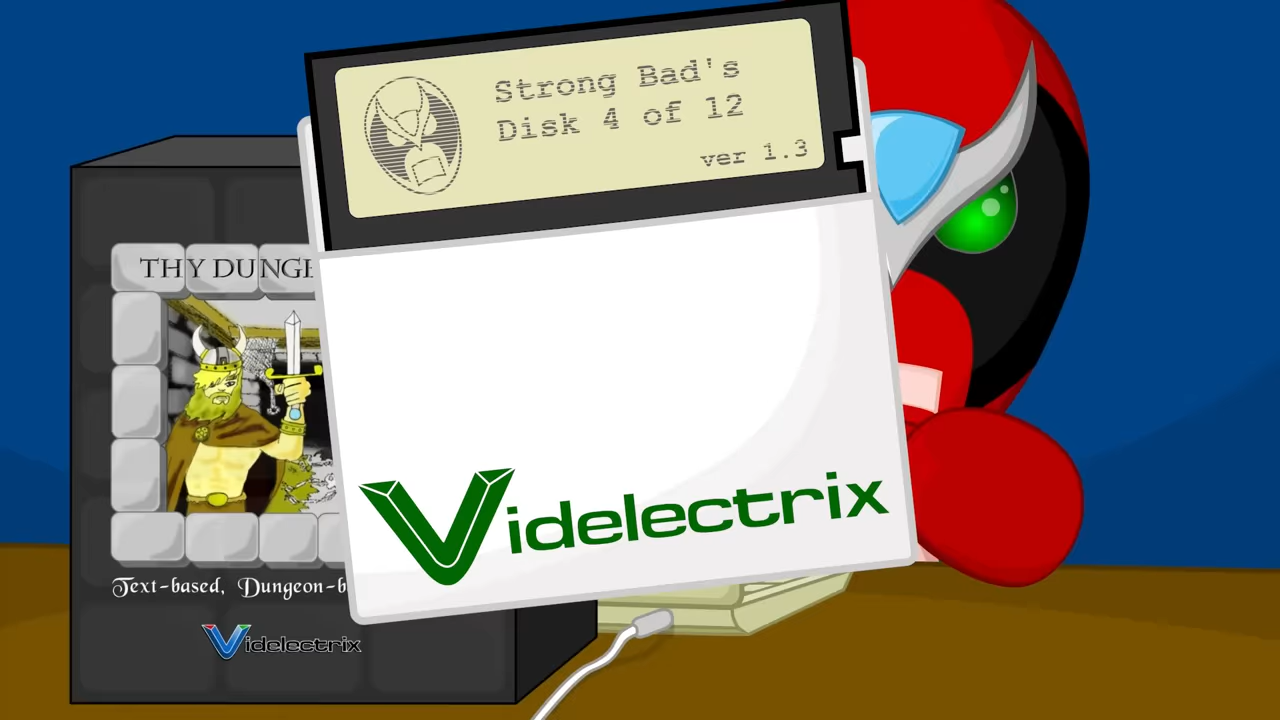 Strong Bad's
Disk 4 of 12
ver 1.3
THY DUNGE
Videlectrix
Text-based, Dungeon-b
Videlectrix